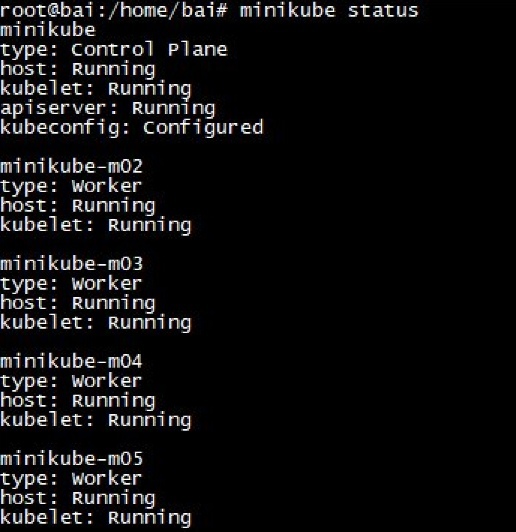 root@bai:/home/bai# minikube status
minikube
type: Control Plane
host: Running
kubelet: Running
apiserver: Running
kubeconfig: Configured
minikube-m02
type: Worker
host: Running
kubelet: Running
minikube-m03
type: Worker
host: Running
kubelet: Running
minikube-m04
type: Worker
host: Running
kubelet: Running
minikube-m05
type: Worker
host: Running
kubelet: Running